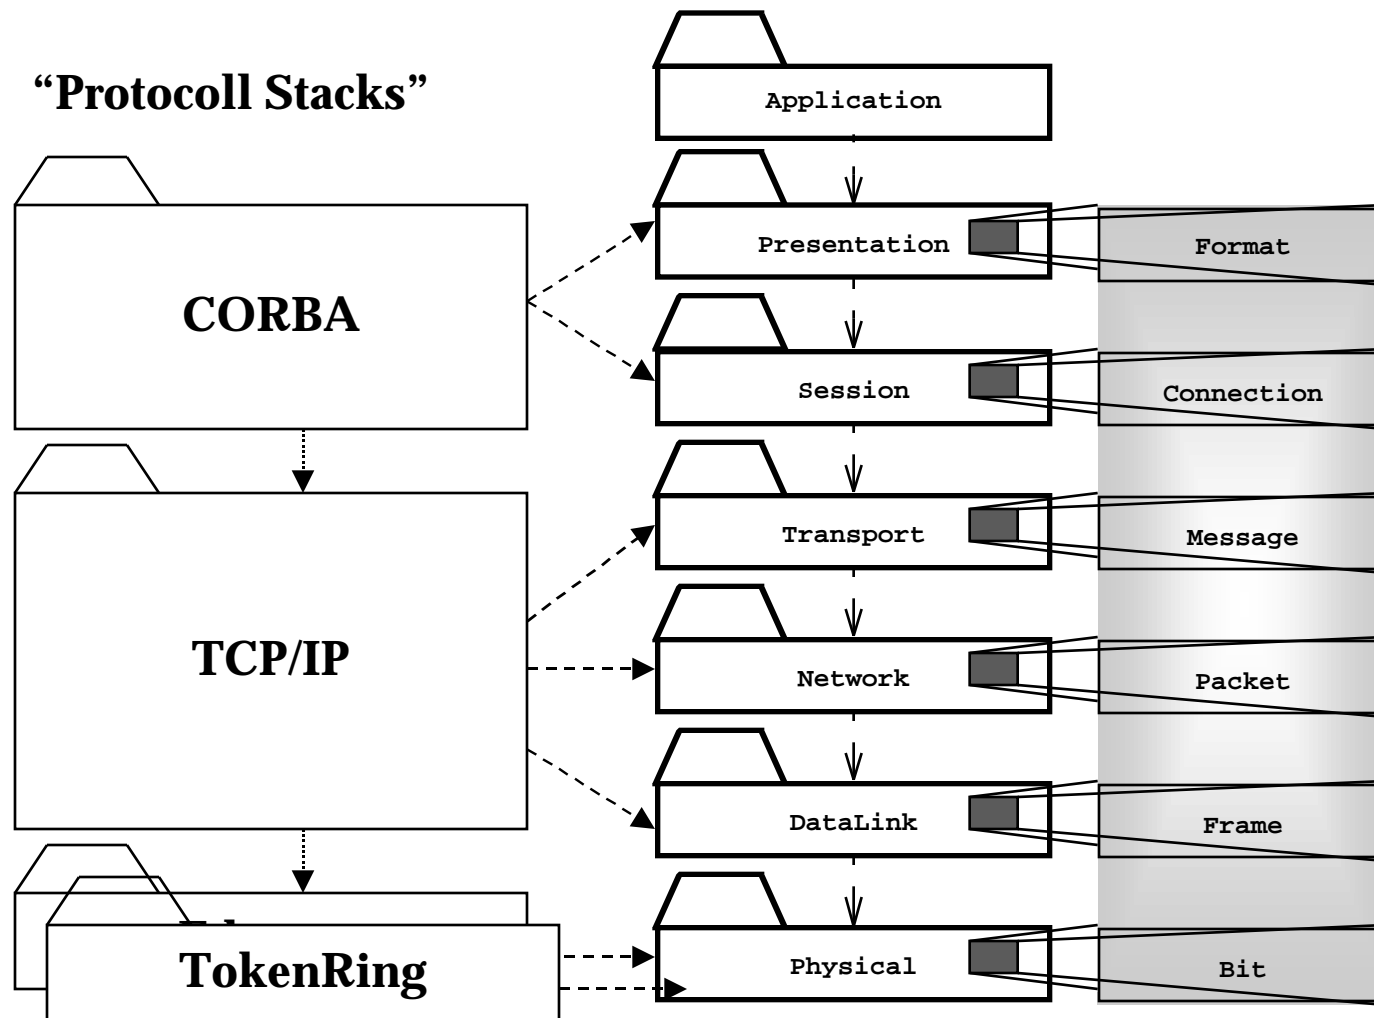 “Protocoll Stacks”
Application
Presentation
Format
CORBA
Session
Connection
Transport
Message
TCP/IP
Network
Packet
DataLink
Frame
TokenRing
Physical
Bit